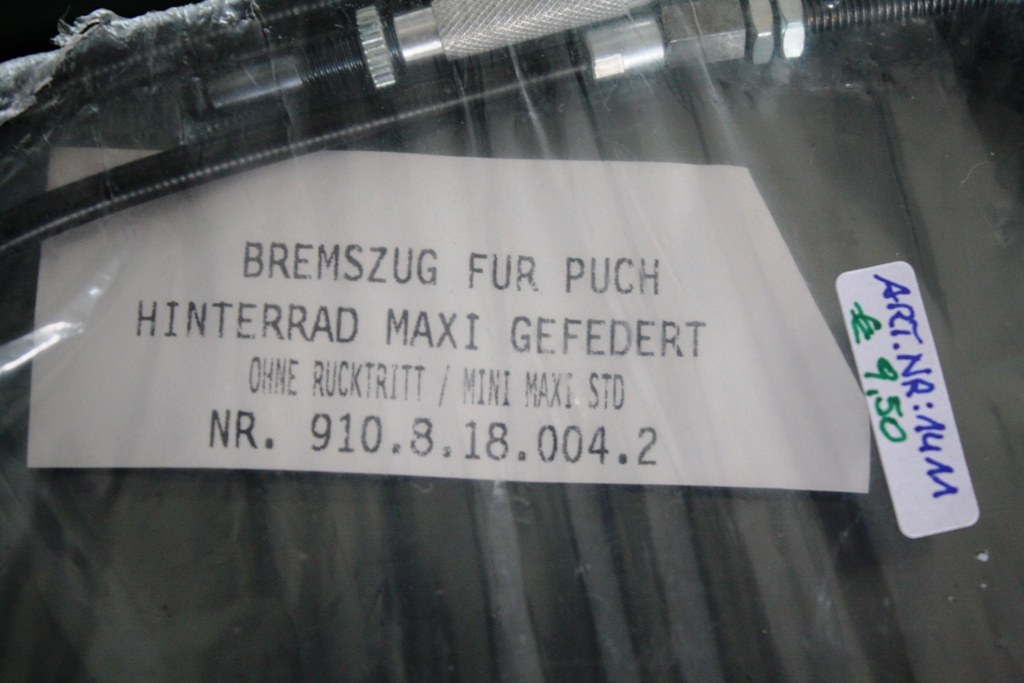 BREMSZUG FUR PUCH
HINTERRAD MAXI GEFEDERT
OHNE RUCKTRITT / MINI MAXI STD
NR. 910.8.18.004.2
ART.NR:1411
€ 9,50